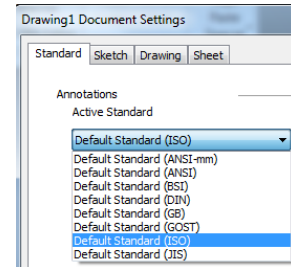 Drawing1 Document Settings
Standard Sketch Drawing Sheet
Annotations
Active Standard
Default Standard (ISO)
Default Standard (ANSI-mm)
Default Standard (ANSI)
Default Standard (BSI)
Default Standard (DIN)
Default Standard (GB)
Default Standard (GOST)
Default Standard (ISO)
Default Standard (JIS)